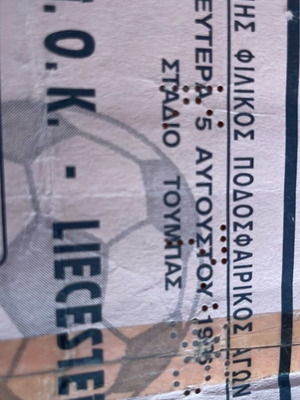 ΗΣ ΦΙΛΙΚΟΣ ΠΟΔΟΣΦΑΙΡΙΚΟΣ ΑΓΩΝ
ΕΥΤΕΡΑ 5 ΑΥΓΟΥΣΤΟΥ
ΣΤΑΔΙΟ ΤΟΥΜΠΑΣ
.Ο.Κ. - LIECESTE